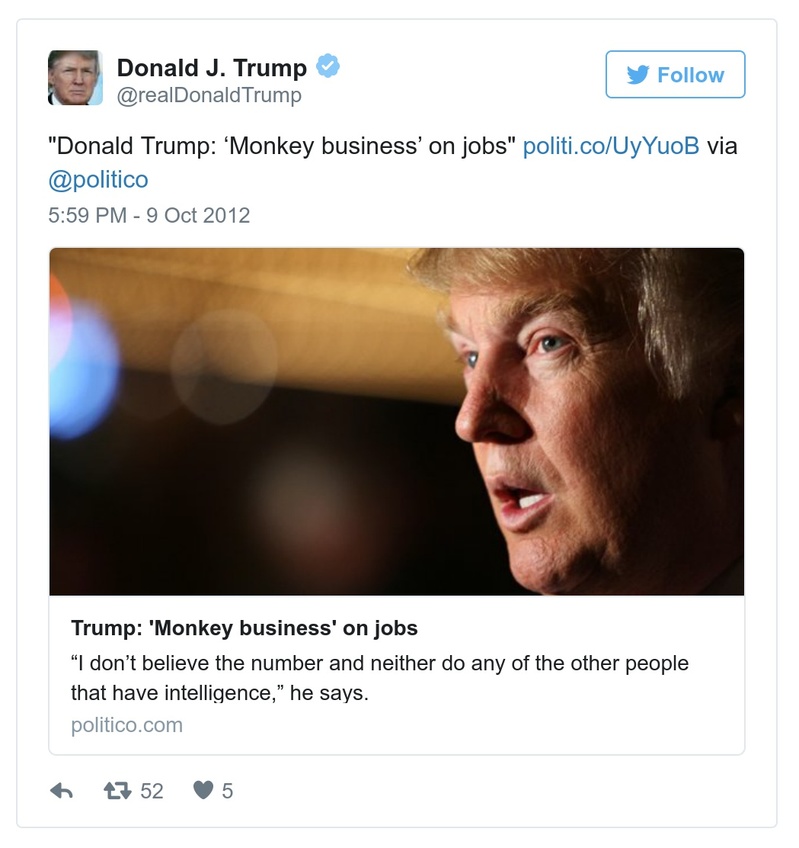 Donald J. Trump
Follow
@realDonaldTrump
"Donald Trump: ‘Monkey business’ on jobs" politi.co/UyYuoB via
@politico
5:59 PM - 9 Oct 2012
Trump: 'Monkey business' on jobs
“I don’t believe the number and neither do any of the other people
that have intelligence,” he says.
politico.com
52
5